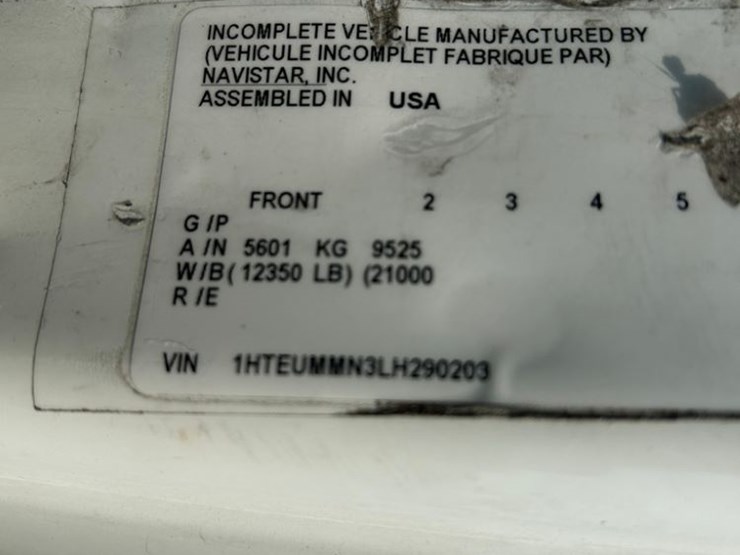 INCOMPLETE VEHICLE MANUFACTURED BY
(VEHICULE INCOMPLET FABRIQUE PAR)
NAVISTAR, INC.
ASSEMBLED IN USA
FRONT 2 3 4 5
G /P
A /N 5601 KG 9525
W/B ( 12350 LB) (21000
R /E
VIN 1HTEUMMN3LH290203